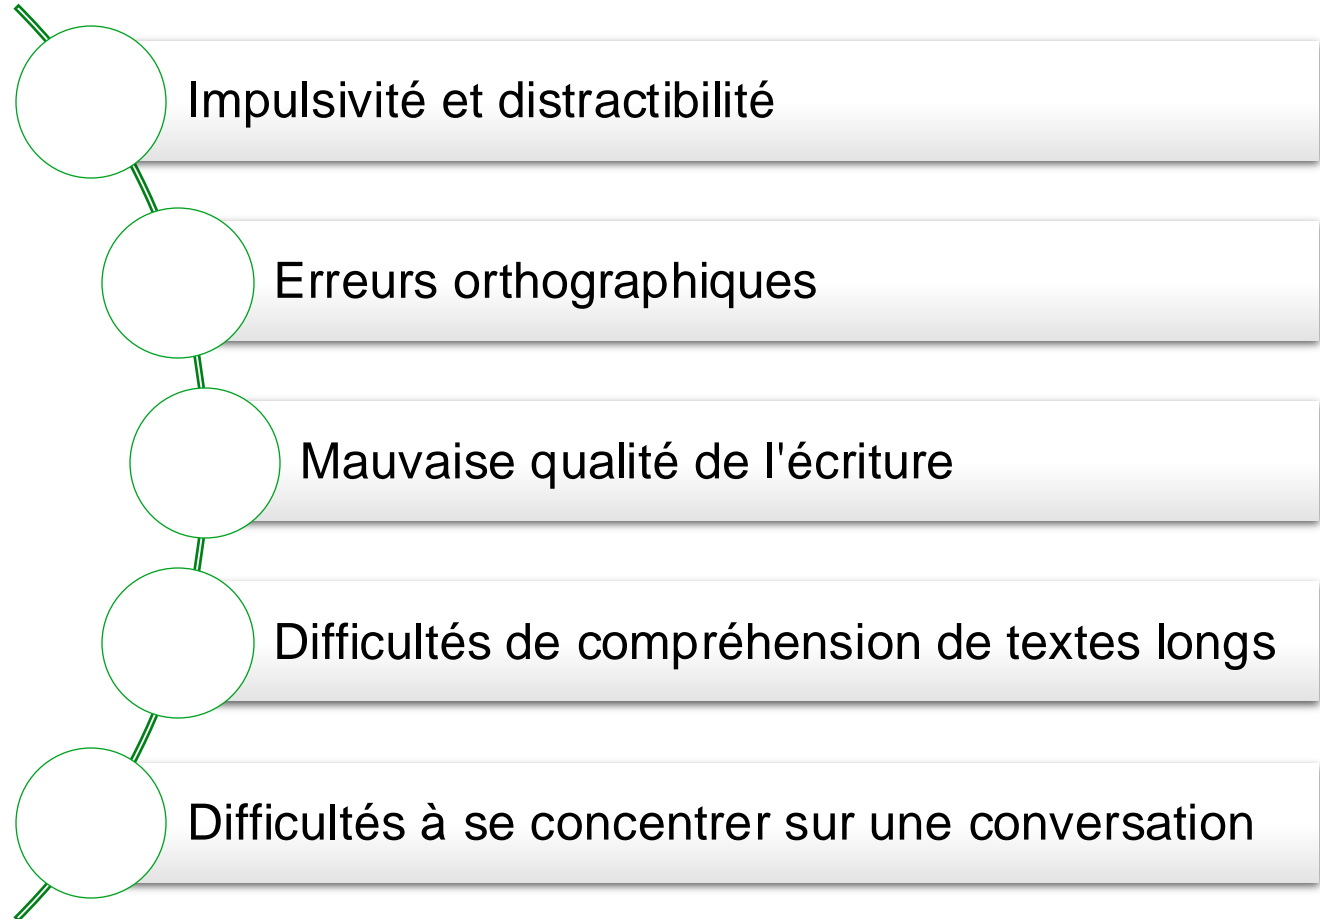 Impulsivité et distractibilité
Erreurs orthographiques
Mauvaise qualité de l'écriture
Difficultés de compréhension de textes longs
Difficultés à se concentrer sur une conversation